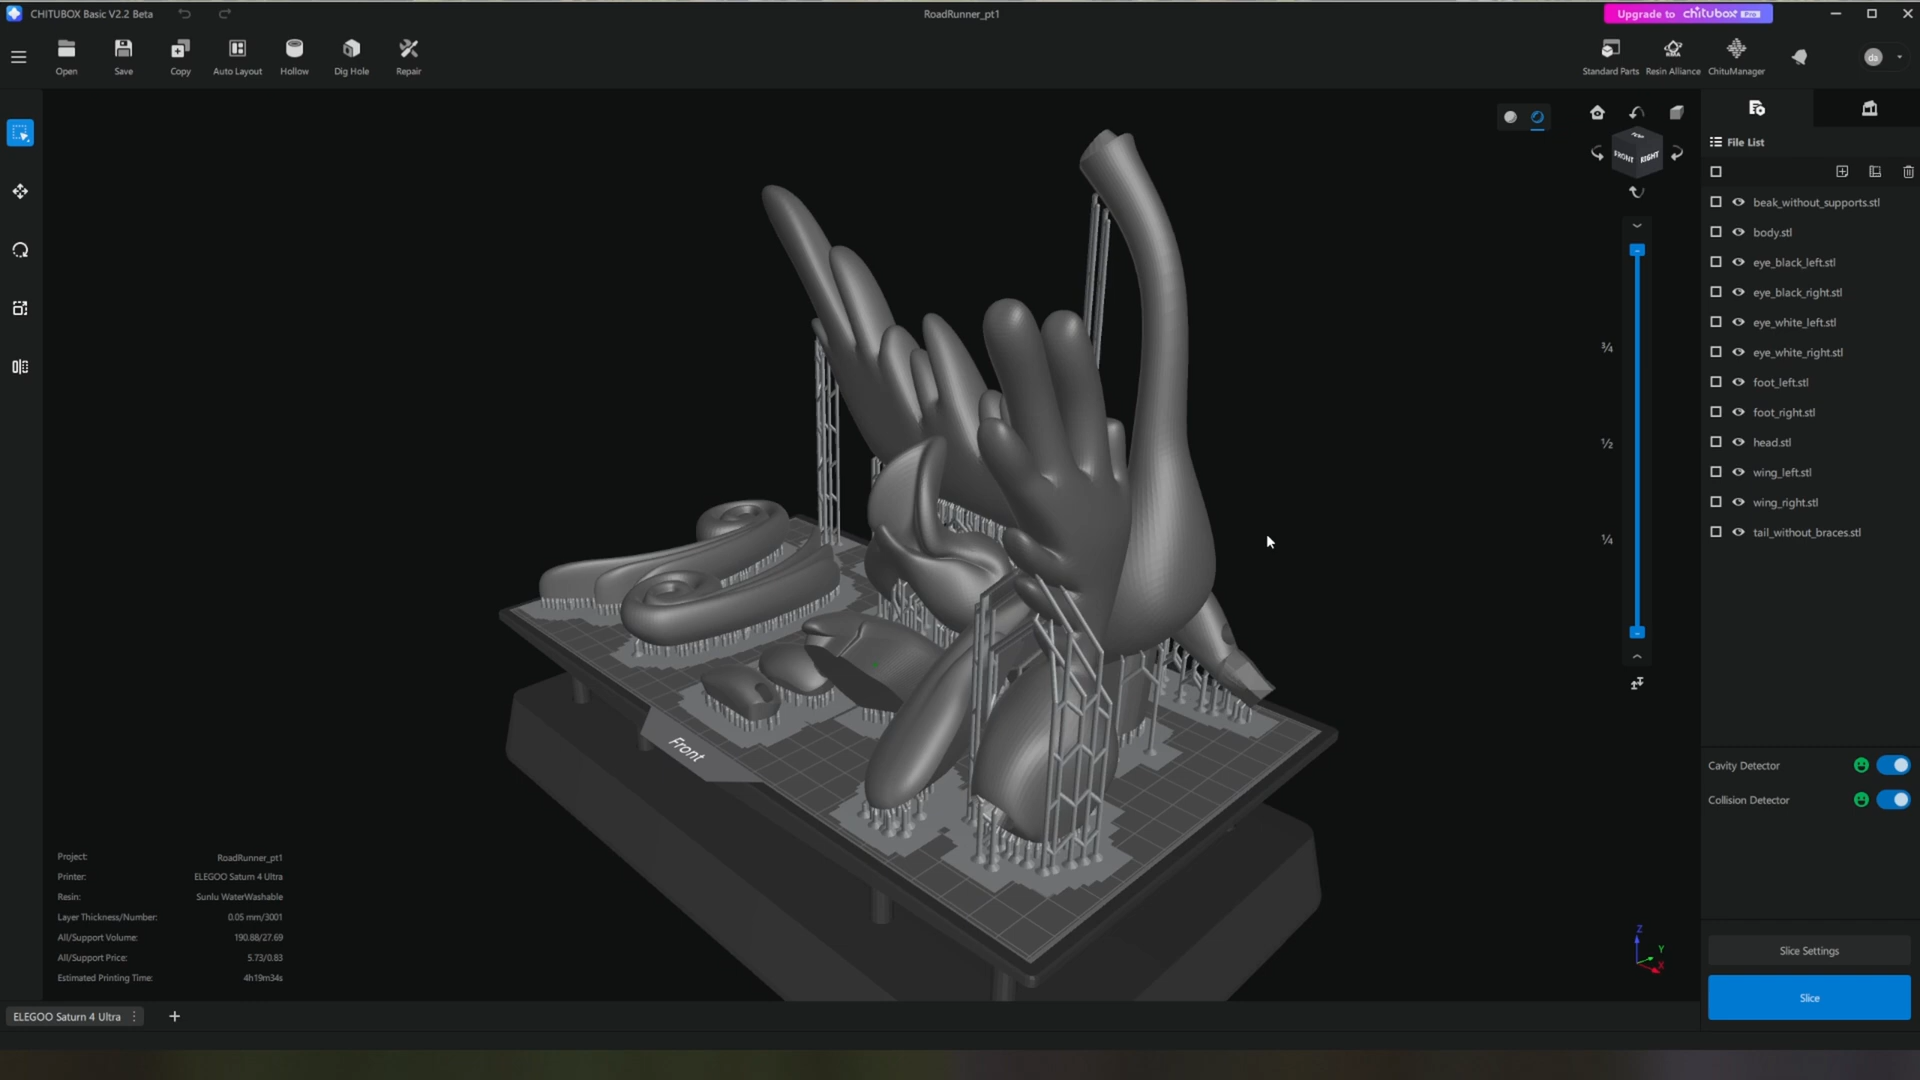 CHITUBOX Basic V2.2 Beta
RoadRunner_pt1
Upgrade to chitubox Pro
Open
Save
Copy
Auto Layout
Hollow
Dig Hole
Repair
Standard Parts
Resin Alliance
ChituManager
da
TOP
FRONT
RIGHT
File List
beak_without_supports.stl
body.stl
eye_black_left.stl
eye_black_right.stl
eye_white_left.stl
eye_white_right.stl
foot_left.stl
foot_right.stl
head.stl
wing_left.stl
wing_right.stl
tail_without_braces.stl
¾
½
¼
Front
Cavity Detector
Collision Detector
Project: RoadRunner_pt1
Printer: ELEGOO Saturn 4 Ultra
Resin: Sunlu WaterWashable
Layer Thickness/Number: 0.05 mm/3001
All/Support Volume: 190.88/27.69
All/Support Price: 5.73/0.83
Estimated Printing Time: 4h19m34s
Z
Y
X
Slice Settings
Slice
ELEGOO Saturn 4 Ultra